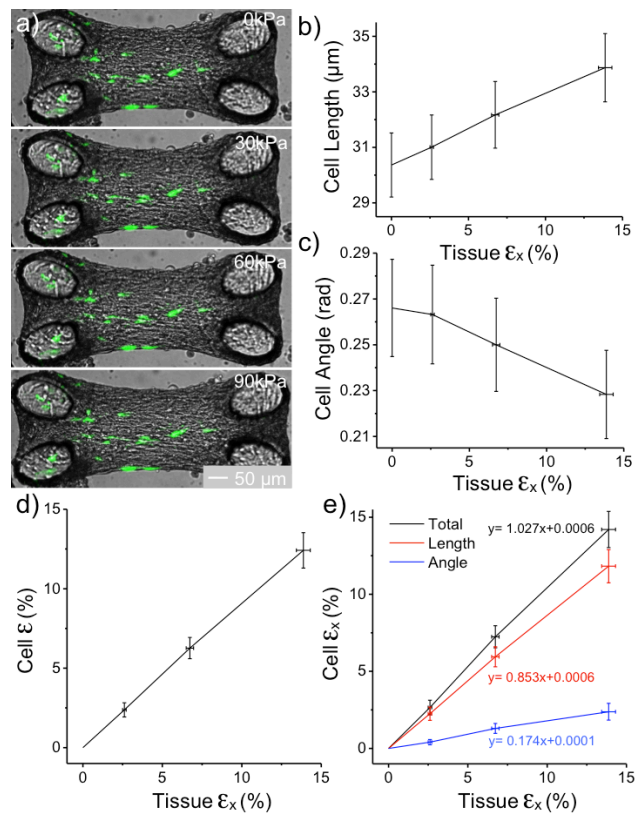 a)
0kPa
30kPa
60kPa
90kPa
50 µm
b)
Cell Length (µm)
35
33
31
29
0 5 10 15
Tissue Ɛx (%)
c)
Cell Angle (rad)
0.29
0.27
0.25
0.23
0.21
0 5 10 15
Tissue Ɛx (%)
d)
Cell Ɛ (%)
15
10
5
0
0 5 10 15
Tissue Ɛx (%)
e)
Cell Ɛx (%)
15
10
5
0
Total
Length
Angle
y= 1.027x+0.0006
y= 0.853x+0.0006
y= 0.174x+0.0001
0 5 10 15
Tissue Ɛx (%)